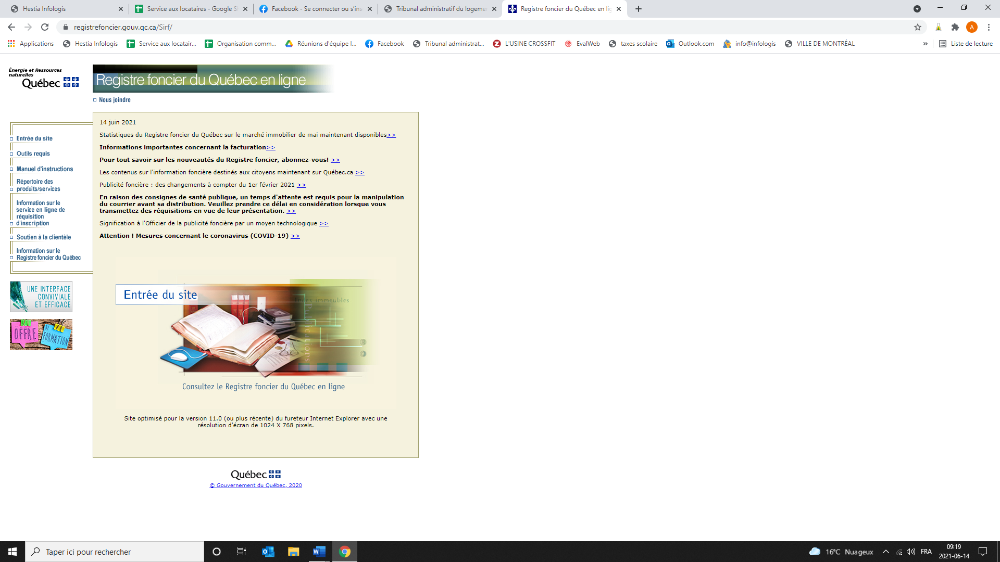 Hestia Infologis
Service aux locataires - Google S
Facebook - Se connecter ou s'ins
Tribunal administratif du logeme
Registre foncier du Québec en lig
registrefoncier.gouv.qc.ca/Sirf/
A
Applications
Hestia Infologis
Service aux locatair...
Organisation comm...
Réunions d'équipe I...
Facebook
Tribunal administrat...
L'USINE CROSSFIT
EvalWeb
taxes scolaire
Outlook.com
info@infologis
VILLE DE MONTRÉAL
»
Liste de lecture
Énergie et Ressources
naturelles
Québec
Registre foncier du Québec en ligne
Nous joindre
Entrée du site
Outils requis
Manuel d'instructions
Répertoire des
produits/services
Information sur le
service en ligne de
réquisition
d'inscription
Soutien à la clientèle
Information sur le
Registre foncier du Québec
UNE INTERFACE
CONVIVIALE
ET EFFICACE
OFFRE
DE
FORMATION
14 juin 2021
Statistiques du Registre foncier du Québec sur le marché immobilier de mai maintenant disponibles>>
Informations importantes concernant la facturation>>
Pour tout savoir sur les nouveautés du Registre foncier, abonnez-vous! >>
Les contenus sur l'information foncière destinés aux citoyens maintenant sur Québec.ca >>
Publicité foncière : des changements à compter du 1er février 2021 >>
En raison des consignes de santé publique, un temps d'attente est requis pour la manipulation
du courrier avant sa distribution. Veuillez prendre ce délai en considération lorsque vous
transmettez des réquisitions en vue de leur présentation. >>
Signification à l'Officier de la publicité foncière par un moyen technologique >>
Attention ! Mesures concernant le coronavirus (COVID-19) >>
Entrée du site
Index immeubles
Publications
Consultez le Registre foncier du Québec en ligne
Site optimisé pour la version 11.0 (ou plus récente) du fureteur Internet Explorer avec une
résolution d'écran de 1024 X 768 pixels.
Québec
© Gouvernement du Québec, 2020
Taper ici pour rechercher
16°C Nuageux
FRA
09:19
2021-06-14